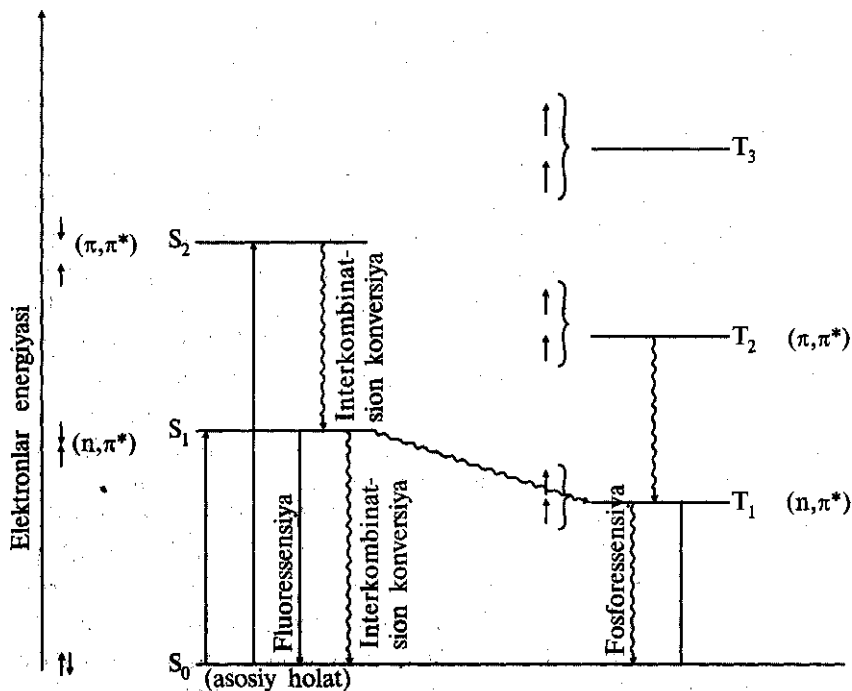 Elektronlar energiyasi
T₃
(π,π*)
S₂
Interkombinat-
sion konversiya
T₂
(π,π*)
(n,π*)
S₁
Fluoressensiya
Interkombinat-
sion konversiya
Fosforessensiya
T₁
(n,π*)
S₀
(asosiy holat)